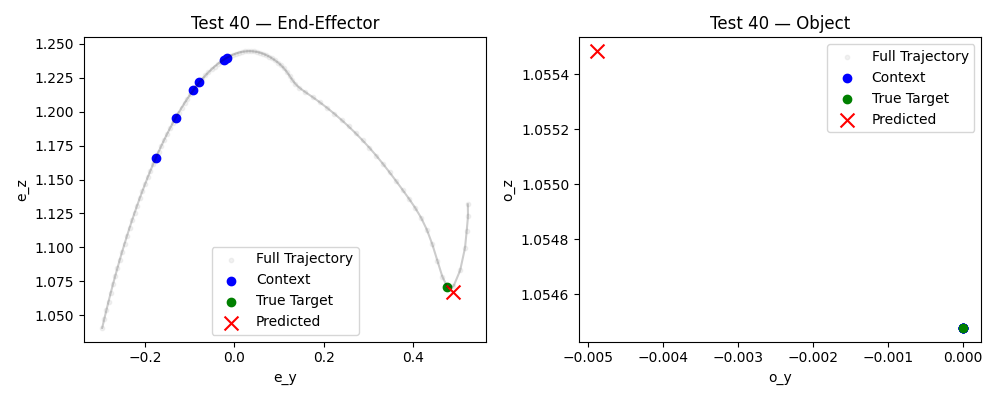 Test 40 — End-Effector
1.250
1.225
1.200
1.175
1.150
1.125
1.100
1.075
1.050
e_z
−0.2
0.0
0.2
0.4
e_y
Full Trajectory
Context
True Target
Predicted
Test 40 — Object
1.0554
1.0552
1.0550
1.0548
1.0546
o_z
−0.005
−0.004
−0.003
−0.002
−0.001
0.000
o_y
Full Trajectory
Context
True Target
Predicted